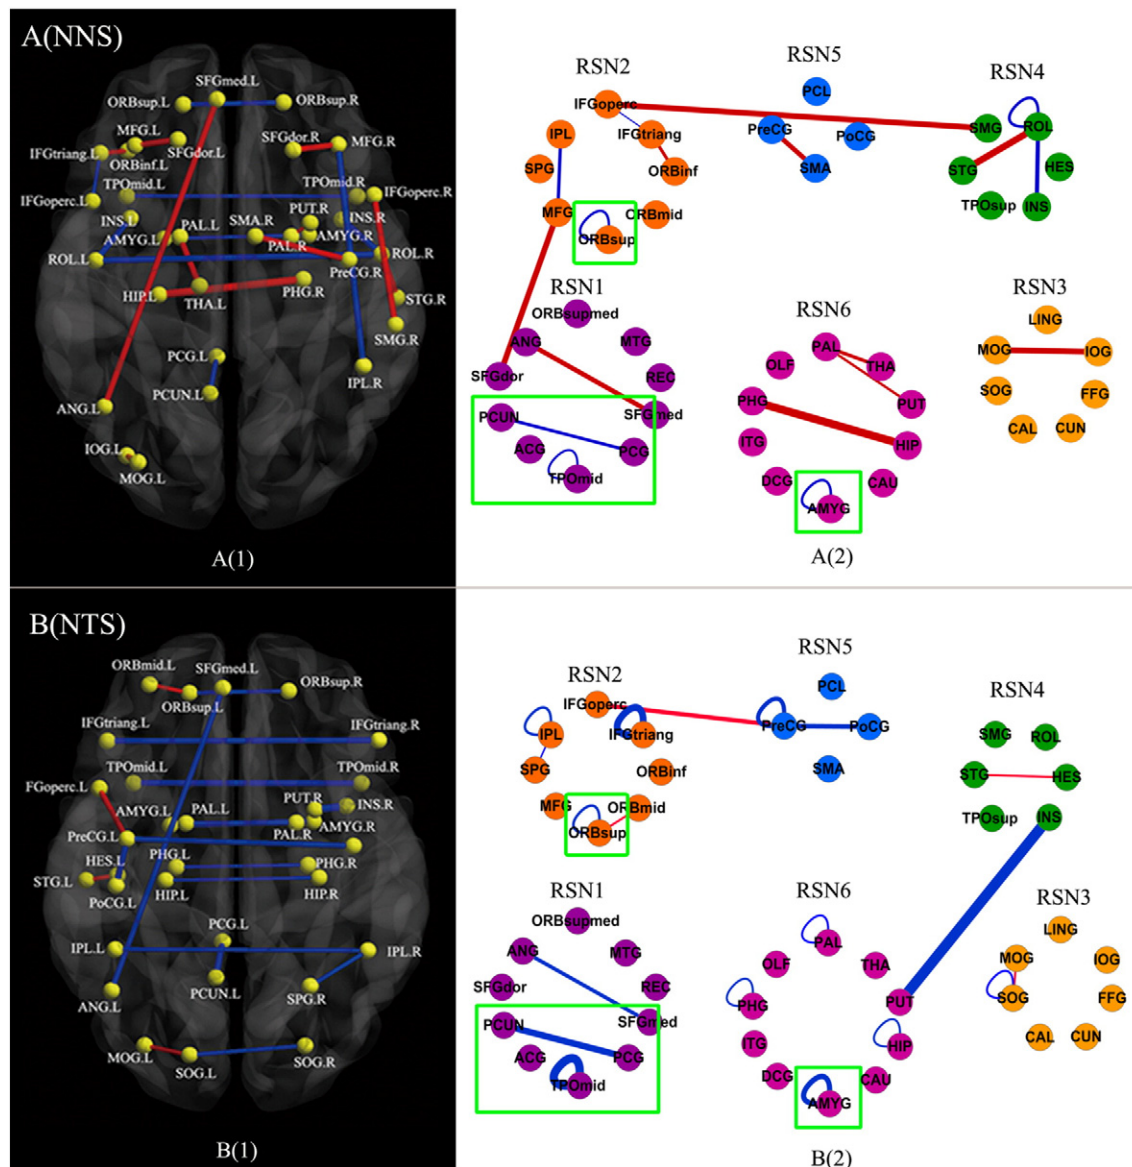 A(NNS)
SFGmed.L
ORBsup.L
ORBsup.R
MFG.L
SFGdor.R
MFG.R
IFGtriang.L
ORBinf.L
SFGdor.L
TPOmid.L
TPOmid.R
IFGoperc.L
IFGoperc.R
INS.L
PAL.L
SMA.R
PUT.R
INS.R
AMYG.L
PAL.R
AMYG.R
ROL.L
ROL.R
PreCG.R
HIP.L
THA.L
PHG.R
STG.R
SMG.R
PCG.L
PCUN.L
IPL.R
ANG.L
IOG.L
MOG.L
A(1)
RSN2
IFGoperc
IPL
IFGtriang
SPG
ORBinf
MFG
ORBmid
ORBsup
RSN5
PCL
PreCG
PoCG
SMA
RSN4
SMG
ROL
STG
HES
TPOsup
INS
RSN1
ORBsupmed
ANG
MTG
SFGdor
REC
SFGmed
PCUN
ACG
PCG
TPOmid
RSN6
PAL
OLF
THA
PHG
PUT
ITG
HIP
DCG
CAU
AMYG
RSN3
LING
MOG
IOG
SOG
FFG
CAL
CUN
A(2)
B(NTS)
ORBmid.L
SFGmed.L
ORBsup.L
ORBsup.R
IFGtriang.L
IFGtriang.R
TPOmid.L
TPOmid.R
FGoperc.L
AMYG.L
PAL.L
PUT.R
INS.R
PreCG.L
PAL.R
AMYG.R
HES.L
PHG.L
PHG.R
STG.L
PoCG.L
HIP.L
HIP.R
PCG.L
IPL.L
IPL.R
ANG.L
PCUN.L
SPG.R
MOG.L
SOG.L
SOG.R
B(1)
RSN2
IFGoperc
IPL
IFGtriang
SPG
ORBinf
MFG
ORBmid
ORBsup
RSN5
PCL
PreCG
PoCG
SMA
RSN4
SMG
ROL
STG
HES
TPOsup
INS
RSN1
ORBsupmed
ANG
MTG
SFGdor
REC
SFGmed
PCUN
ACG
PCG
TPOmid
RSN6
PAL
OLF
THA
PHG
PUT
ITG
HIP
DCG
CAU
AMYG
RSN3
LING
MOG
IOG
SOG
FFG
CAL
CUN
B(2)